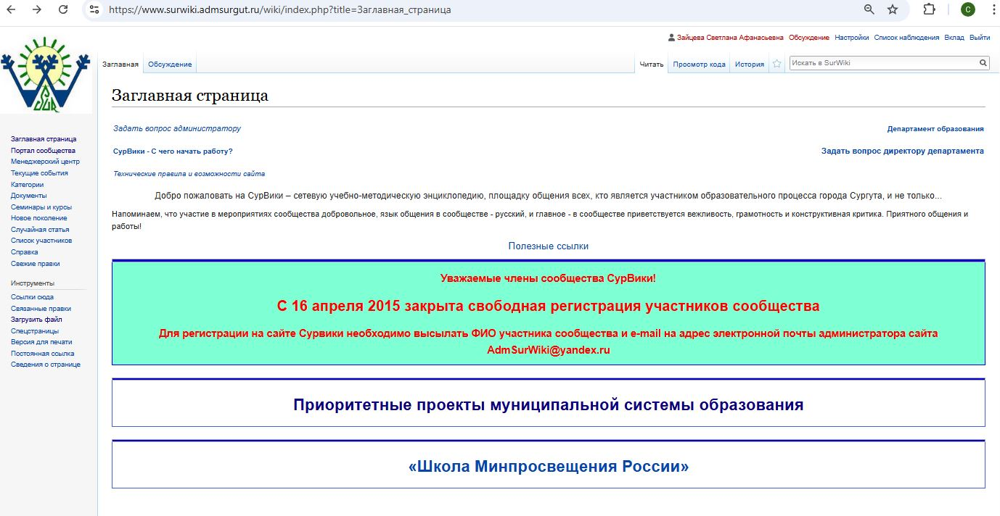 https://www.surwiki.admsurgut.ru/wiki/index.php?title=Заглавная_страница
С
Зайцева Светлана Афанасьевна Обсуждение Настройки Список наблюдения Вклад Выйти
Заглавная Обсуждение Читать Просмотр кода История Искать в SurWiki
SUR
Заглавная страница
Задать вопрос администратору Департамент образования
СурВики - С чего начать работу? Задать вопрос директору департамента
Технические правила и возможности сайта
Добро пожаловать на СурВики – сетевую учебно-методическую энциклопедию, площадку общения всех, кто является участником образовательного процесса города Сургута, и не только...
Напоминаем, что участие в мероприятиях сообщества добровольное, язык общения в сообществе - русский, и главное - в сообществе приветствуется вежливость, грамотность и конструктивная критика. Приятного общения и
работы!
Полезные ссылки
Уважаемые члены сообщества СурВики!
С 16 апреля 2015 закрыта свободная регистрация участников сообщества
Для регистрации на сайте Сурвики необходимо высылать ФИО участника сообщества и e-mail на адрес электронной почты администратора сайта
AdmSurWiki@yandex.ru
Приоритетные проекты муниципальной системы образования
«Школа Минпросвещения России»
Заглавная страница
Портал сообщества
Менеджерский центр
Текущие события
Категории
Документы
Семинары и курсы
Новое поколение
Случайная статья
Список участников
Справка
Свежие правки
Инструменты
Ссылки сюда
Связанные правки
Загрузить файл
Спецстраницы
Версия для печати
Постоянная ссылка
Сведения о странице